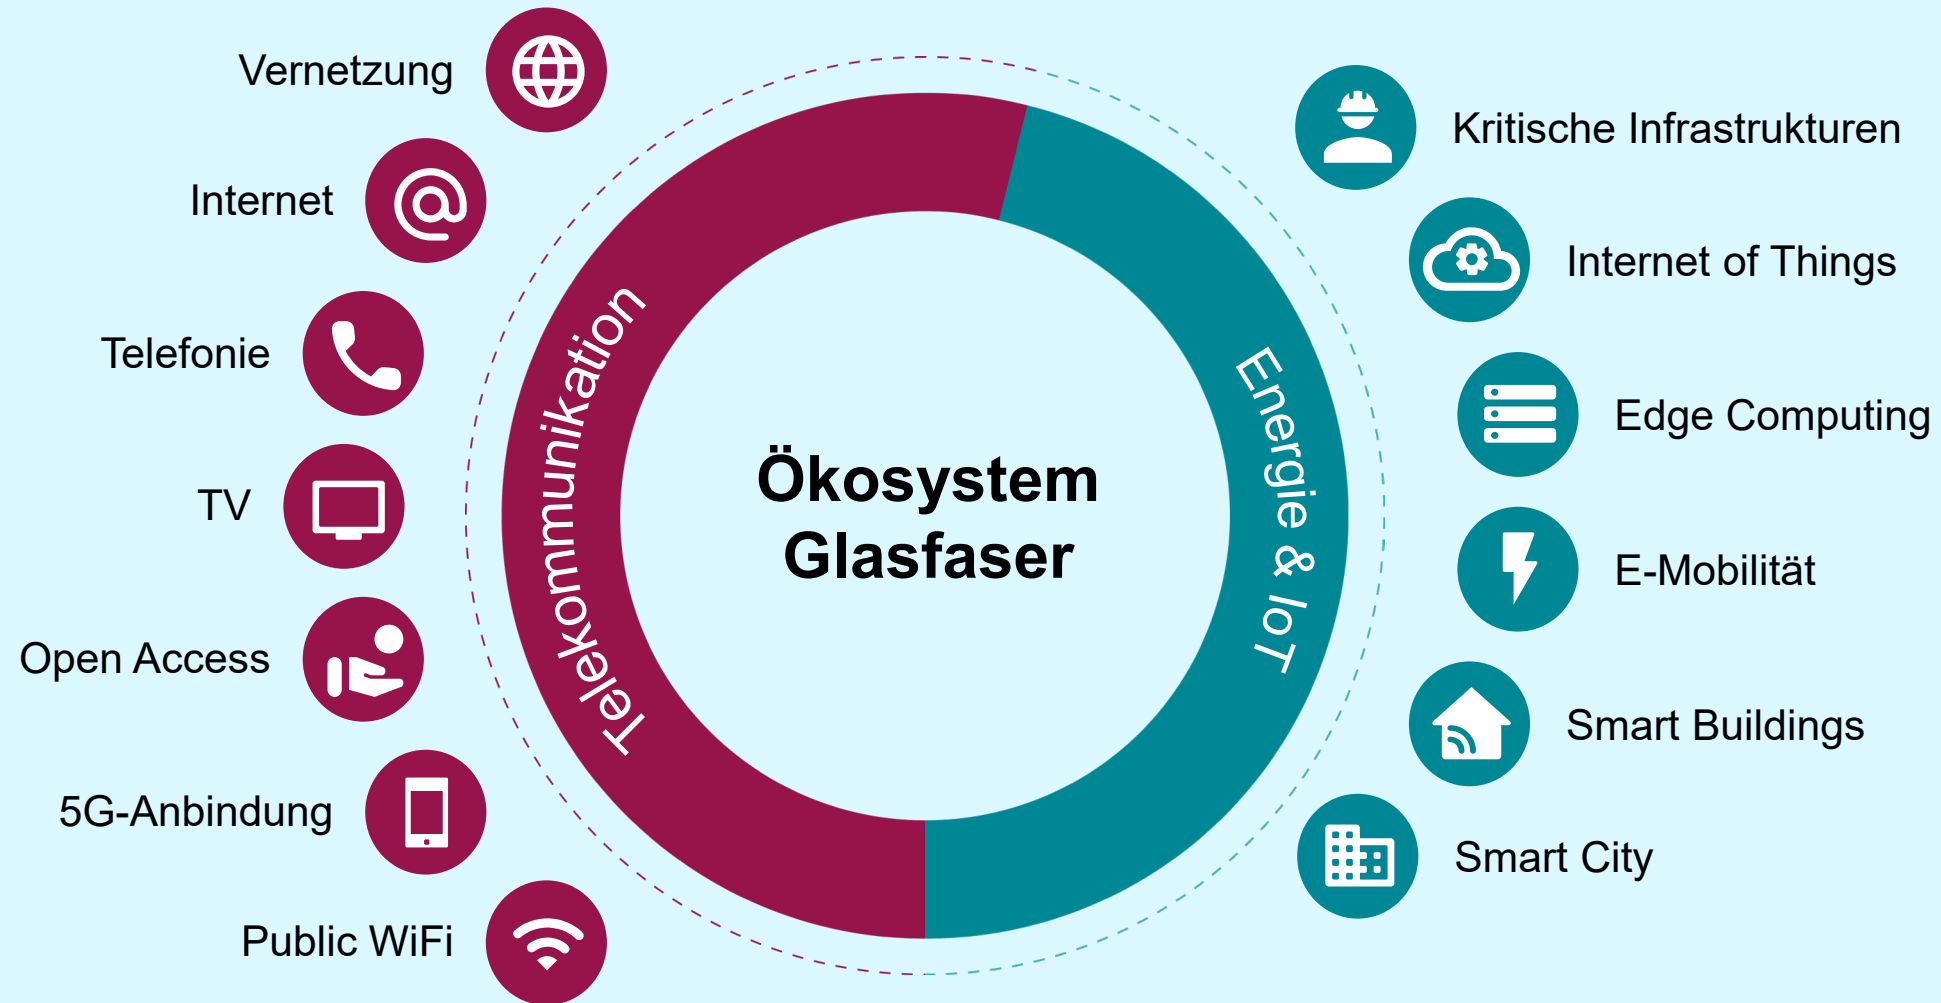 Vernetzung
Internet
Telefonie
TV
Open Access
5G-Anbindung
Public WiFi
Telekommunikation
Ökosystem
Glasfaser
Energie & IoT
Kritische Infrastrukturen
Internet of Things
Edge Computing
E-Mobilität
Smart Buildings
Smart City